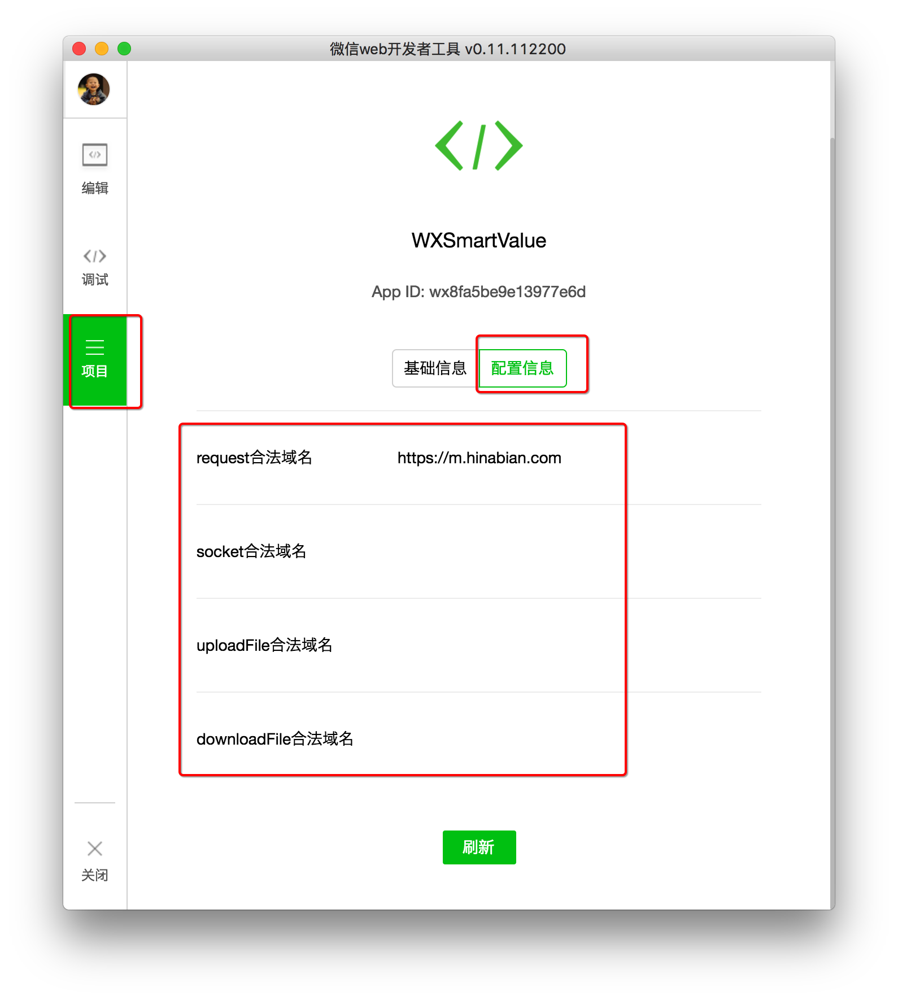 微信web开发者工具 v0.11.112200
编辑
调试
项目
关闭
WXSmartValue
App ID: wx8fa5be9e13977e6d
基础信息 配置信息
request合法域名 https://m.hinabian.com
socket合法域名
uploadFile合法域名
downloadFile合法域名
刷新